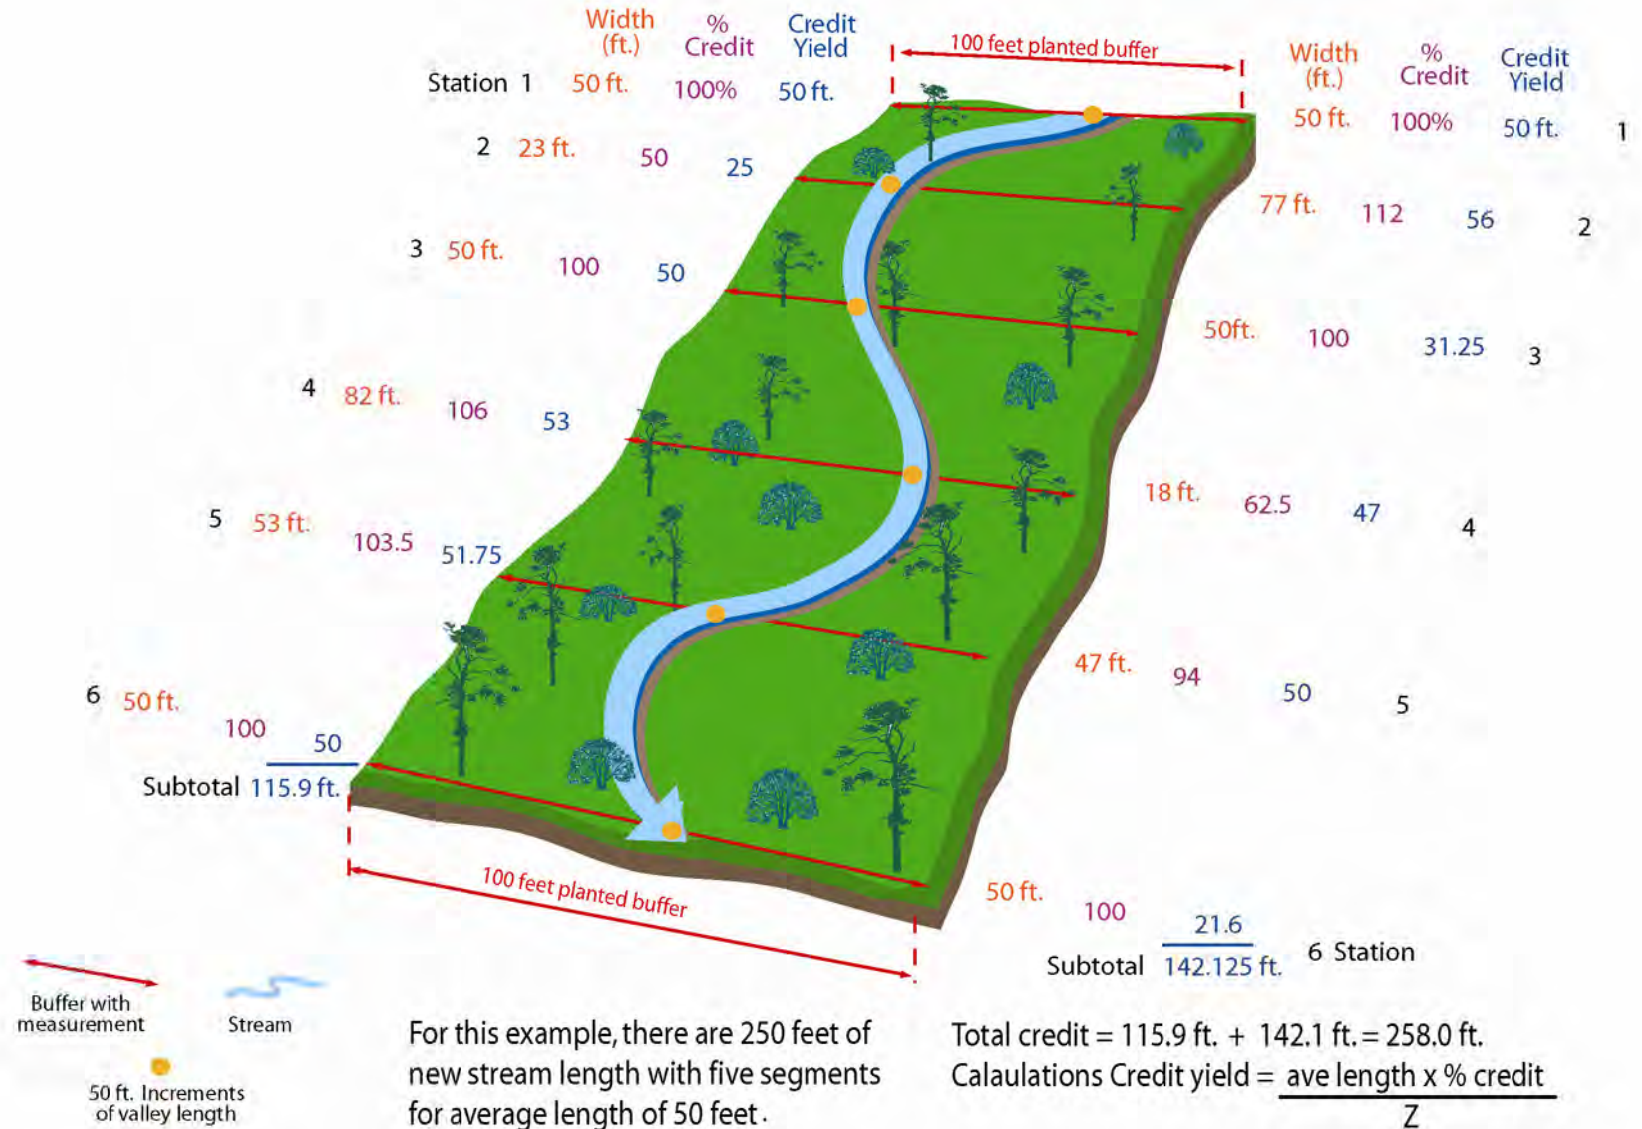 Width (ft.) % Credit Credit Yield
Station 1 50 ft. 100% 50 ft.
2 23 ft. 50 25
3 50 ft. 100 50
4 82 ft. 106 53
5 53 ft. 103.5 51.75
6 50 ft. 100 50
Subtotal 115.9 ft.
100 feet planted buffer
Width (ft.) % Credit Credit Yield
50 ft. 100% 50 ft. 1
77 ft. 112 56 2
50ft. 100 31.25 3
18 ft. 62.5 47 4
47 ft. 94 50 5
50 ft. 100 21.6 6 Station
Subtotal 142.125 ft.
100 feet planted buffer
Buffer with
measurement
Stream
50 ft. Increments
of valley length
For this example, there are 250 feet of
new stream length with five segments
for average length of 50 feet.
Total credit = 115.9 ft. + 142.1 ft. = 258.0 ft.
Calaulations Credit yield = ave length x % credit
Z